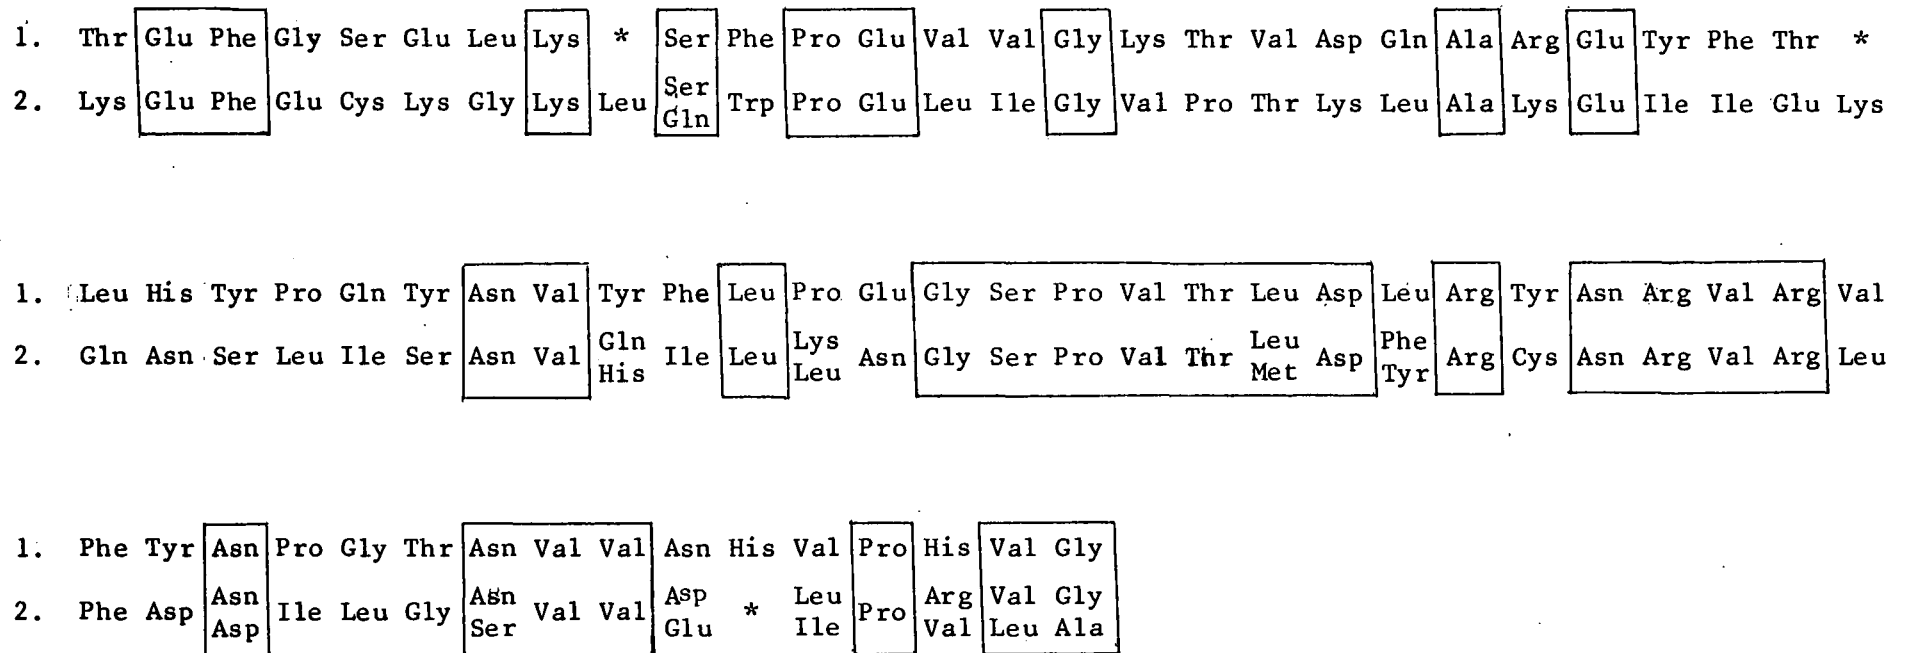 1. Thr Glu Phe Gly Ser Glu Leu Lys * Ser Phe Pro Glu Val Val Gly Lys Thr Val Asp Gln Ala Arg Glu Tyr Phe Thr *
2. Lys Glu Phe Glu Cys Lys Gly Lys Leu Ser Trp Pro Glu Leu Ile Gly Val Pro Thr Lys Leu Ala Lys Glu Ile Ile Glu Lys
Gln
1. Leu His Tyr Pro Gln Tyr Asn Val Tyr Phe Leu Pro Glu Gly Ser Pro Val Thr Leu Asp Leu Arg Tyr Asn Arg Val Arg Val
2. Gln Asn Ser Leu Ile Ser Asn Val Gln Ile Leu Lys Asn Gly Ser Pro Val Thr Leu Asp Phe Arg Cys Asn Arg Val Arg Leu
His Leu Met Tyr
1. Phe Tyr Asn Pro Gly Thr Asn Val Val Asn His Val Pro His Val Gly
2. Phe Asp Asn Ile Leu Gly Asn Val Val Asp * Leu Pro Arg Val Gly
Asp Ser Glu Ile Val Leu Ala